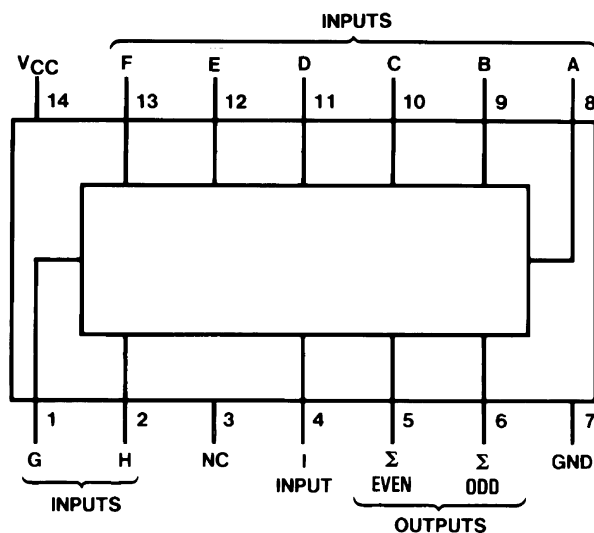 INPUTS
VCC F E D C B A
14 13 12 11 10 9 8
1 2 3 4 5 6 7
G H NC I Σ Σ GND
INPUT EVEN ODD
INPUTS OUTPUTS